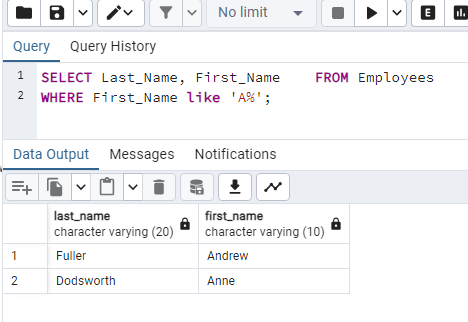 No limit
E
Query Query History
1 SELECT Last_Name, First_Name FROM Employees
2 WHERE First_Name like 'A%';
Data Output Messages Notifications
last_name first_name
character varying (20) character varying (10)
1 Fuller Andrew
2 Dodsworth Anne